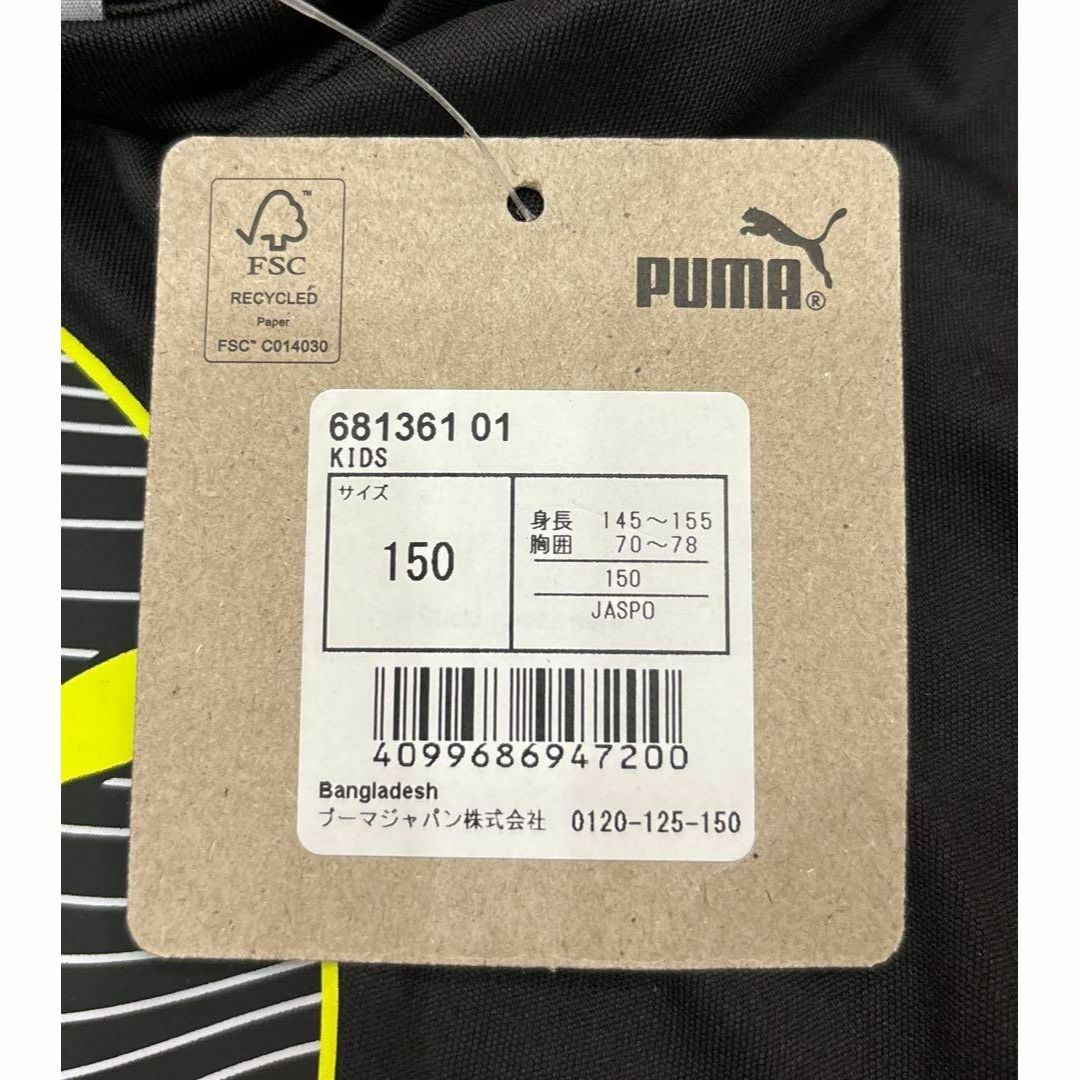 FSC
RECYCLED
Paper
FSC™ C014030
PUMA®
681361 01
KIDS
サイズ
150
身長 145～155
胸囲 70～78
150
JASPO
4099686947200
Bangladesh
プーマジャパン株式会社 0120-125-150